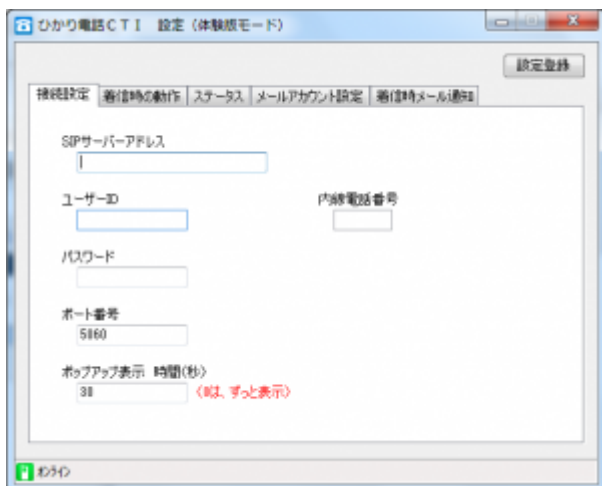 ひかり電話CTI 設定（体験版モード）
設定登録
接続設定 着信時の動作 ステータス メールアカウント設定 着信時メール通知
SIPサーバーアドレス
ユーザーID 内線電話番号
パスワード
ポート番号
5060
ポップアップ表示 時間(秒)
30 (0は、ずっと表示)
オンライン